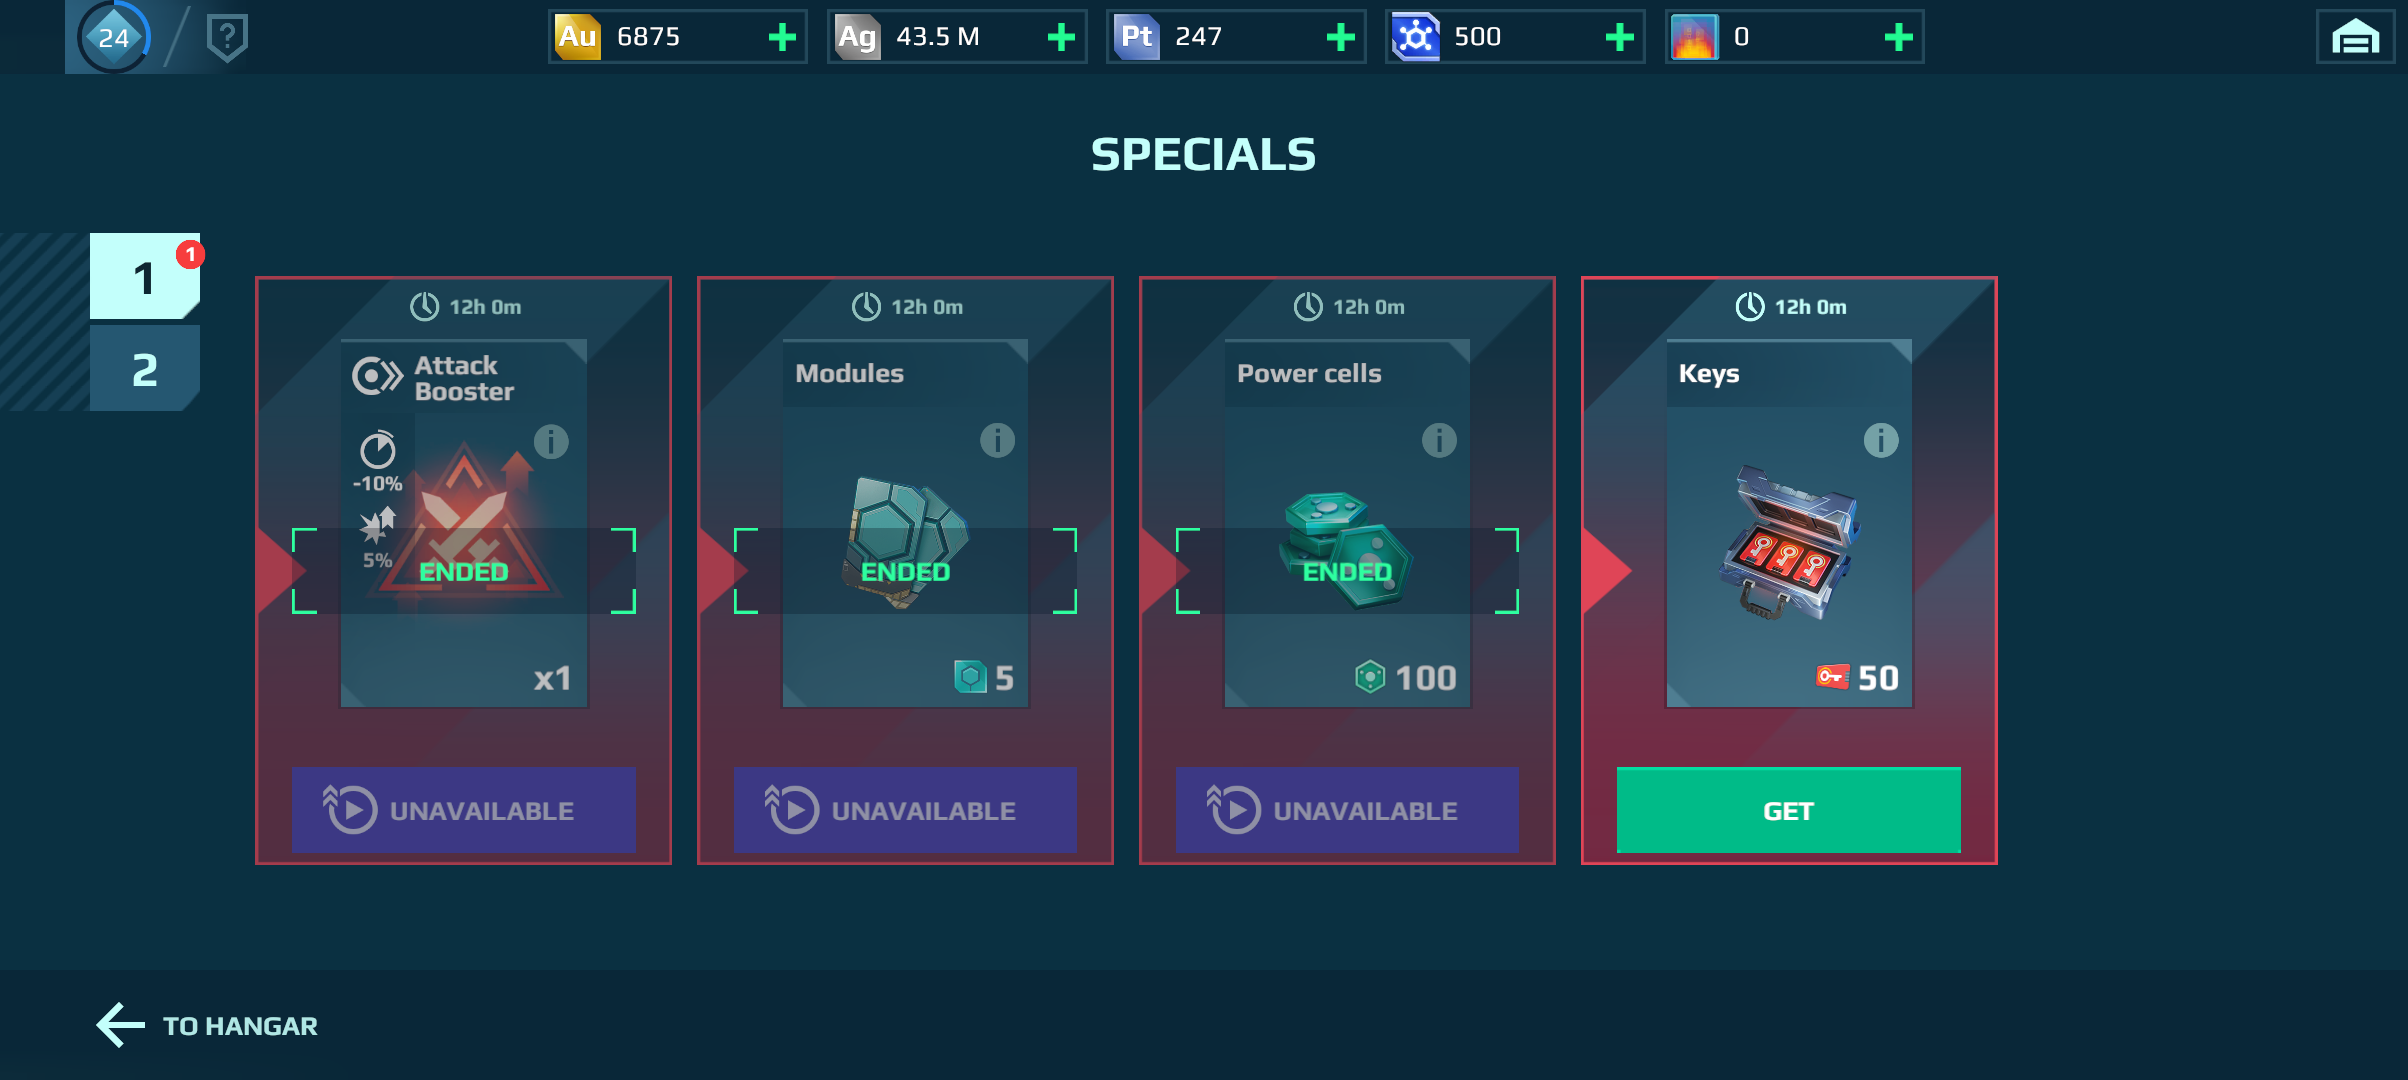 24
?
Au 6875
Ag 43.5 M
Pt 247
500
0
SPECIALS
1
1
2
12h 0m
Attack
Booster
i
-10%
5%
ENDED
x1
UNAVAILABLE
12h 0m
Modules
i
ENDED
5
UNAVAILABLE
12h 0m
Power cells
i
ENDED
100
UNAVAILABLE
12h 0m
Keys
i
50
GET
TO HANGAR